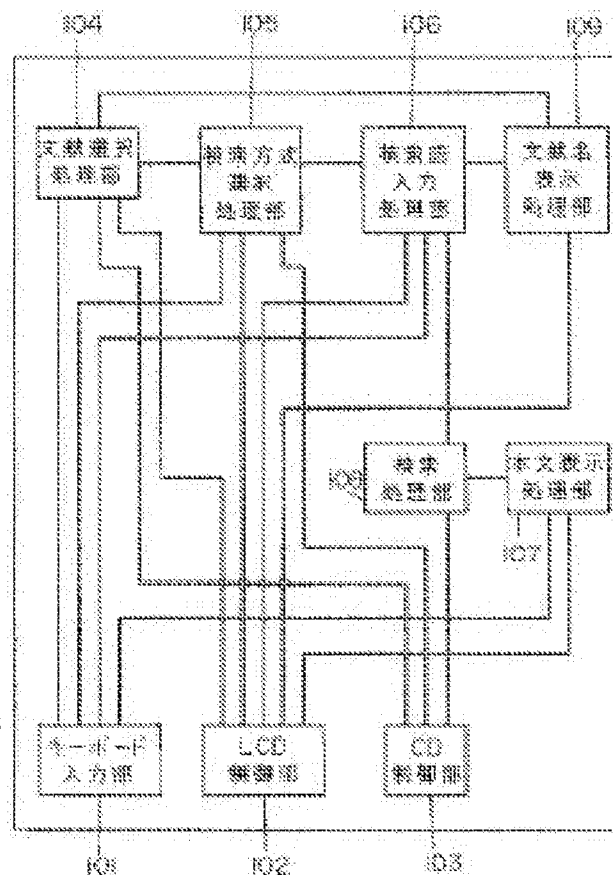 104
105
106
文献選択
処理部
検索方式
選択
処理部
検索語
入力
処理部
文献名
表示
処理部
検索
処理部
本文表示
処理部
107
キーボード
入力部
LCD
制御部
CD
制御部
101
102
103